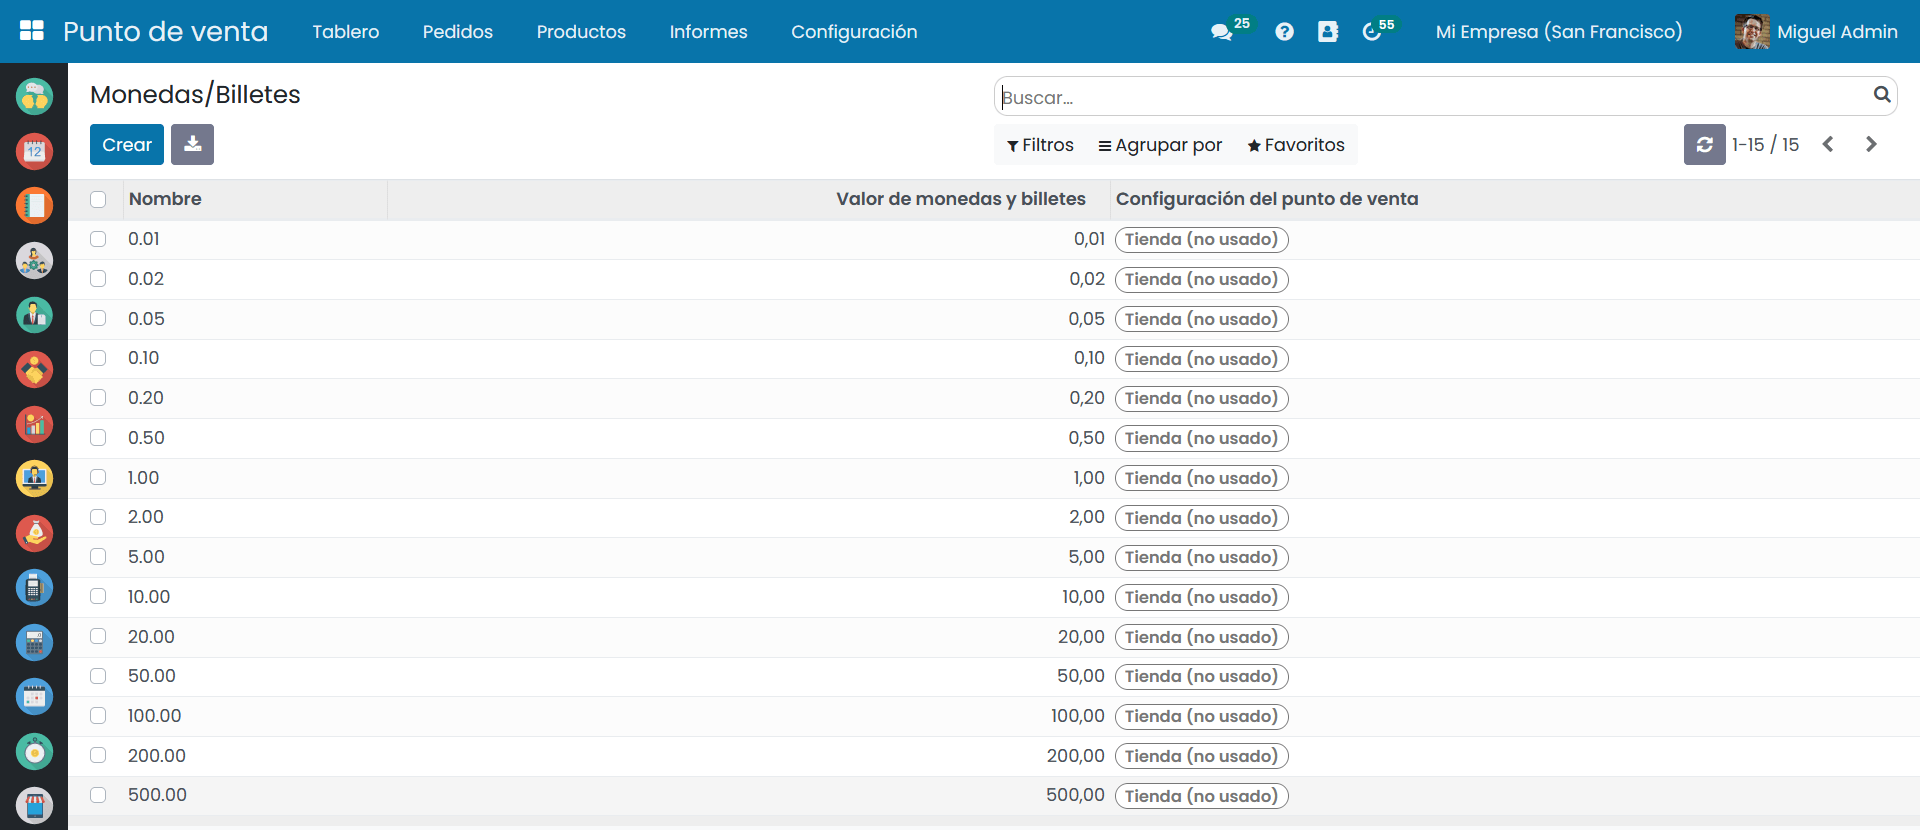 Punto de venta Tablero Pedidos Productos Informes Configuración 25 55 Mi Empresa (San Francisco) Miguel Admin
Monedas/Billetes Buscar...
Crear Filtros Agrupar por Favoritos 1-15 / 15
12
Nombre Valor de monedas y billetes Configuración del punto de venta
0.01 0,01 Tienda (no usado)
0.02 0,02 Tienda (no usado)
0.05 0,05 Tienda (no usado)
0.10 0,10 Tienda (no usado)
0.20 0,20 Tienda (no usado)
0.50 0,50 Tienda (no usado)
1.00 1,00 Tienda (no usado)
2.00 2,00 Tienda (no usado)
5.00 5,00 Tienda (no usado)
10.00 10,00 Tienda (no usado)
20.00 20,00 Tienda (no usado)
50.00 50,00 Tienda (no usado)
100.00 100,00 Tienda (no usado)
200.00 200,00 Tienda (no usado)
500.00 500,00 Tienda (no usado)